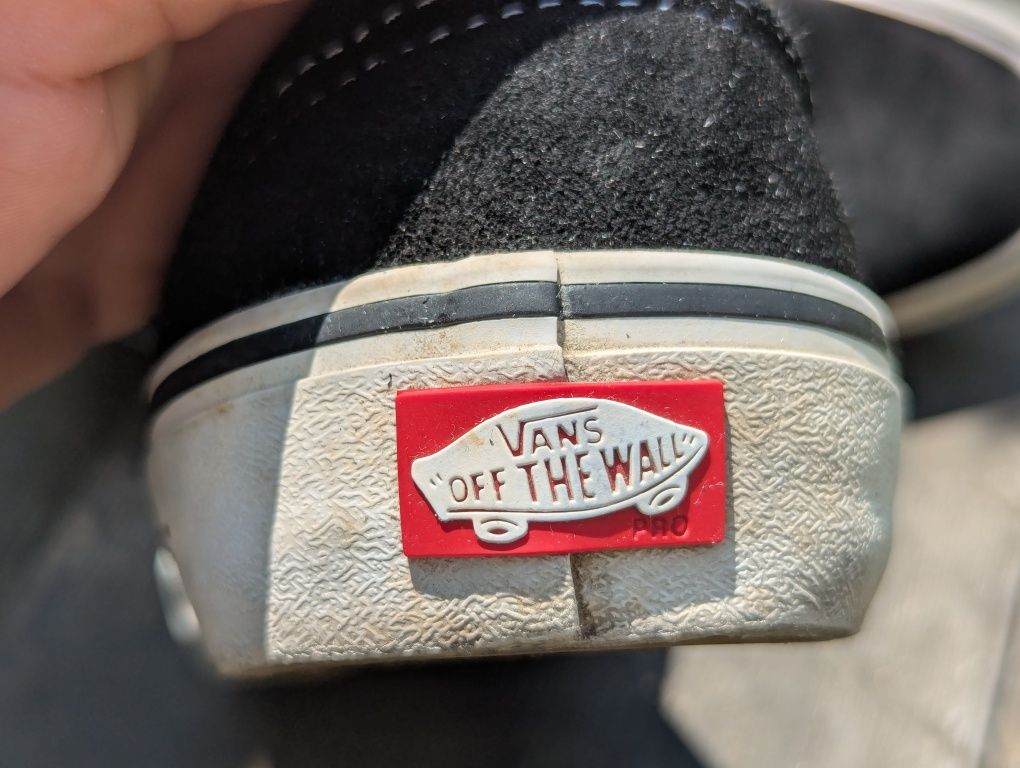 VANS
"OFF THE WALL"
PRO